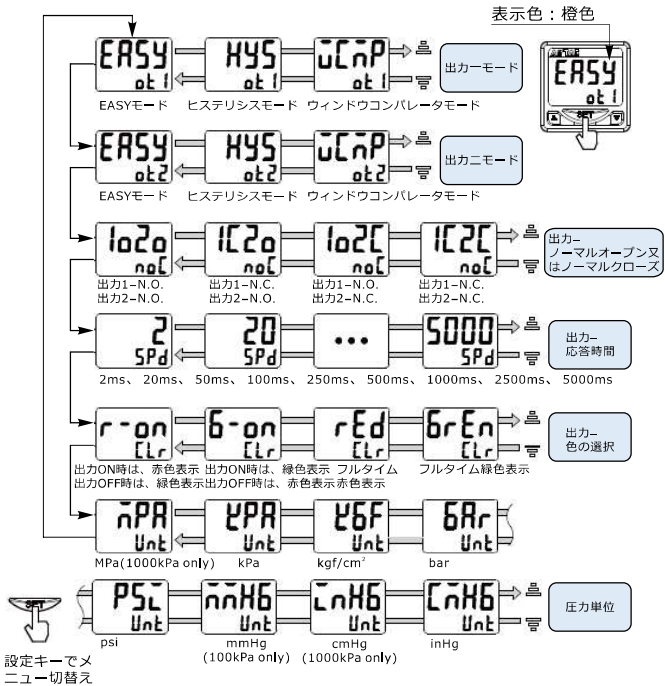 表示色：橙色
EASY
ot1
SET
EASY
ot1
HYS
ot1
ūCnP
ot1
出力一モード
EASYモード
ヒステリシスモード
ウィンドウコンパレータモード
EASY
ot2
HYS
ot2
ūCnP
ot2
出力二モード
EASYモード
ヒステリシスモード
ウィンドウコンパレータモード
1o2o
noC
1C2o
noC
1o2C
noC
1C2C
noC
出力–
ノーマルオープン又
はノーマルクローズ
出力1–N.O.
出力2–N.O.
出力1–N.C.
出力2–N.O.
出力1–N.O.
出力2–N.C.
出力1–N.C.
出力2–N.C.
2
SPd
20
SPd
•••
5000
SPd
出力–
応答時間
2ms、 20ms、 50ms、 100ms、 250ms、 500ms、 1000ms、 2500ms、 5000ms
r-on
CLr
G-on
CLr
rEd
CLr
GrEn
CLr
出力–
色の選択
出力ON時は、赤色表示
出力OFF時は、緑色表示
出力ON時は、緑色表示
出力OFF時は、赤色表示
フルタイム
赤色表示
フルタイム緑色表示
MPA
Unt
KPA
Unt
KGF
Unt
BAr
Unt
MPa(1000kPa only)
kPa
kgf/cm²
bar
PSi
Unt
mmHG
Unt
CmHG
Unt
inHG
Unt
圧力単位
psi
mmHg
(100kPa only)
cmHg
(1000kPa only)
inHg
SET
設定キーでメ
ニュー切替え